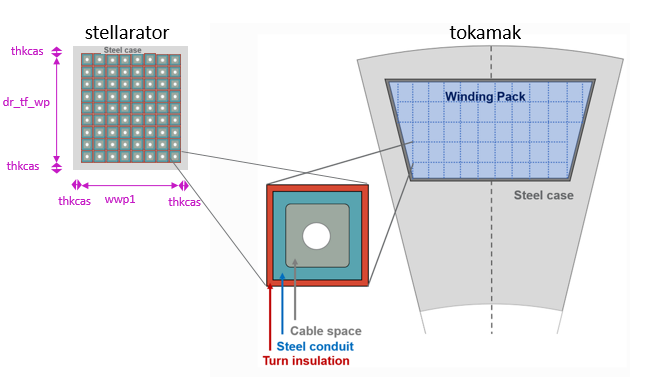 stellarator
tokamak
thkcas
Steel case
dr_tf_wp
Winding Pack
thkcas
thkcas
wwp1
thkcas
Steel case
Cable space
Steel conduit
Turn insulation